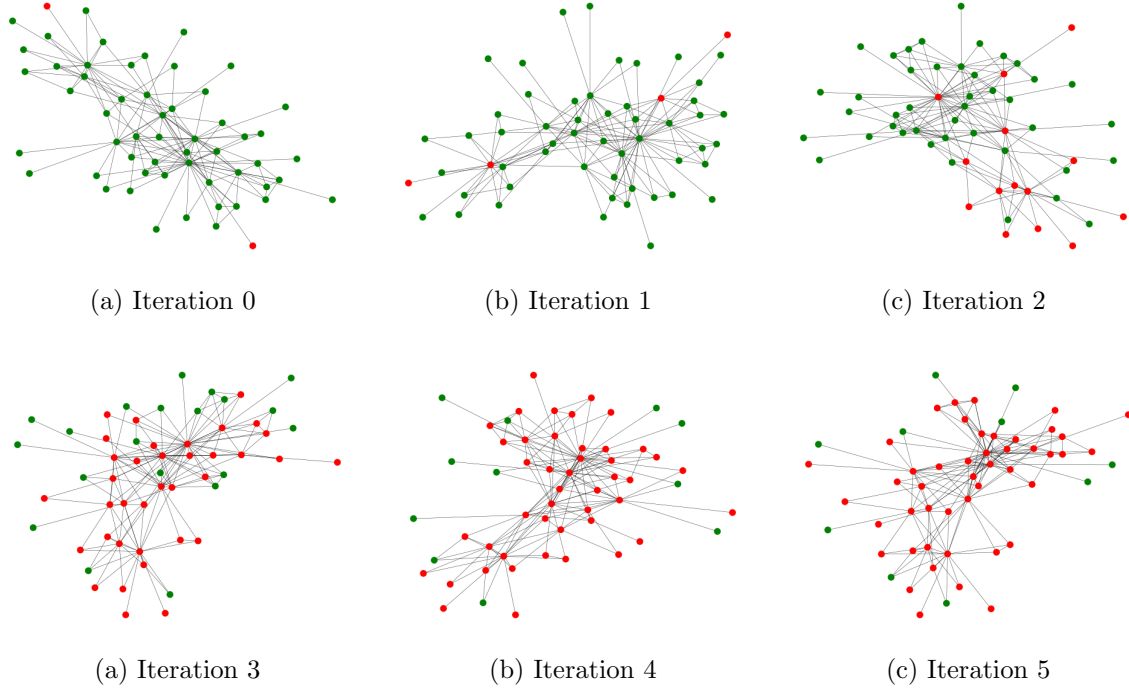 (a) Iteration 0
(b) Iteration 1
(c) Iteration 2
(a) Iteration 3
(b) Iteration 4
(c) Iteration 5